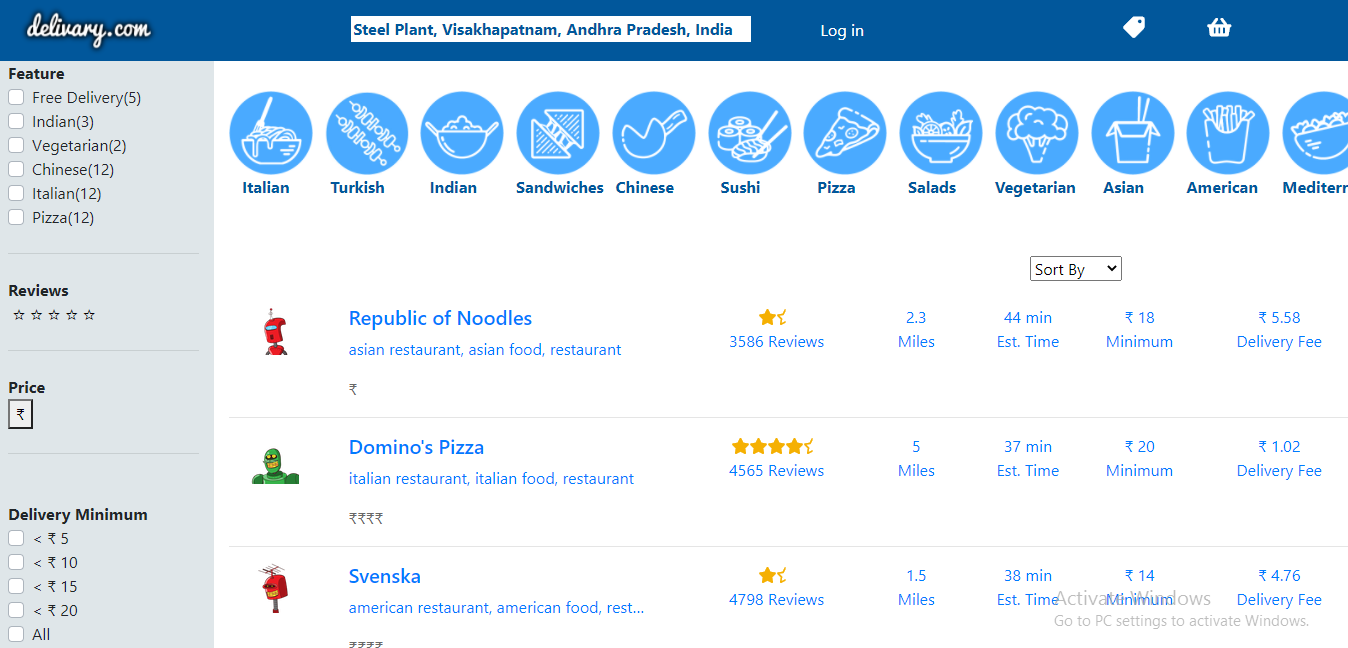 delivary.com
Steel Plant, Visakhapatnam, Andhra Pradesh, India
Log in
Feature
Free Delivery(5)
Indian(3)
Vegetarian(2)
Chinese(12)
Italian(12)
Pizza(12)
Reviews
☆ ☆ ☆ ☆ ☆
Price
₹
Delivery Minimum
< ₹ 5
< ₹ 10
< ₹ 15
< ₹ 20
All
Italian Turkish Indian Sandwiches Chinese Sushi Pizza Salads Vegetarian Asian American Mediterr
Sort By
Republic of Noodles
asian restaurant, asian food, restaurant
₹
3586 Reviews
2.3
Miles
44 min
Est. Time
₹ 18
Minimum
₹ 5.58
Delivery Fee
Domino's Pizza
italian restaurant, italian food, restaurant
₹₹₹₹
4565 Reviews
5
Miles
37 min
Est. Time
₹ 20
Minimum
₹ 1.02
Delivery Fee
Svenska
american restaurant, american food, rest...
₹₹₹₹
4798 Reviews
1.5
Miles
38 min
Est. Time
₹ 14
Minimum
₹ 4.76
Delivery Fee
Activate Windows
Go to PC settings to activate Windows.